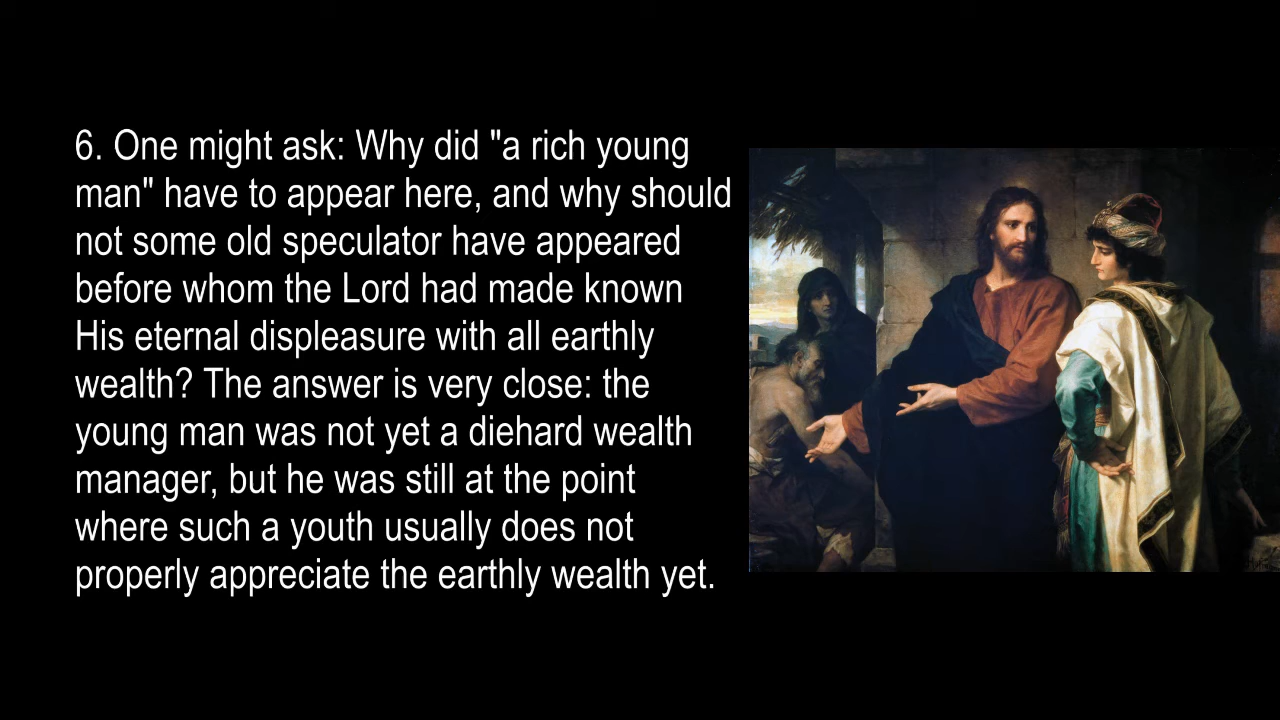 6. One might ask: Why did "a rich young
man" have to appear here, and why should
not some old speculator have appeared
before whom the Lord had made known
His eternal displeasure with all earthly
wealth? The answer is very close: the
young man was not yet a diehard wealth
manager, but he was still at the point
where such a youth usually does not
properly appreciate the earthly wealth yet.